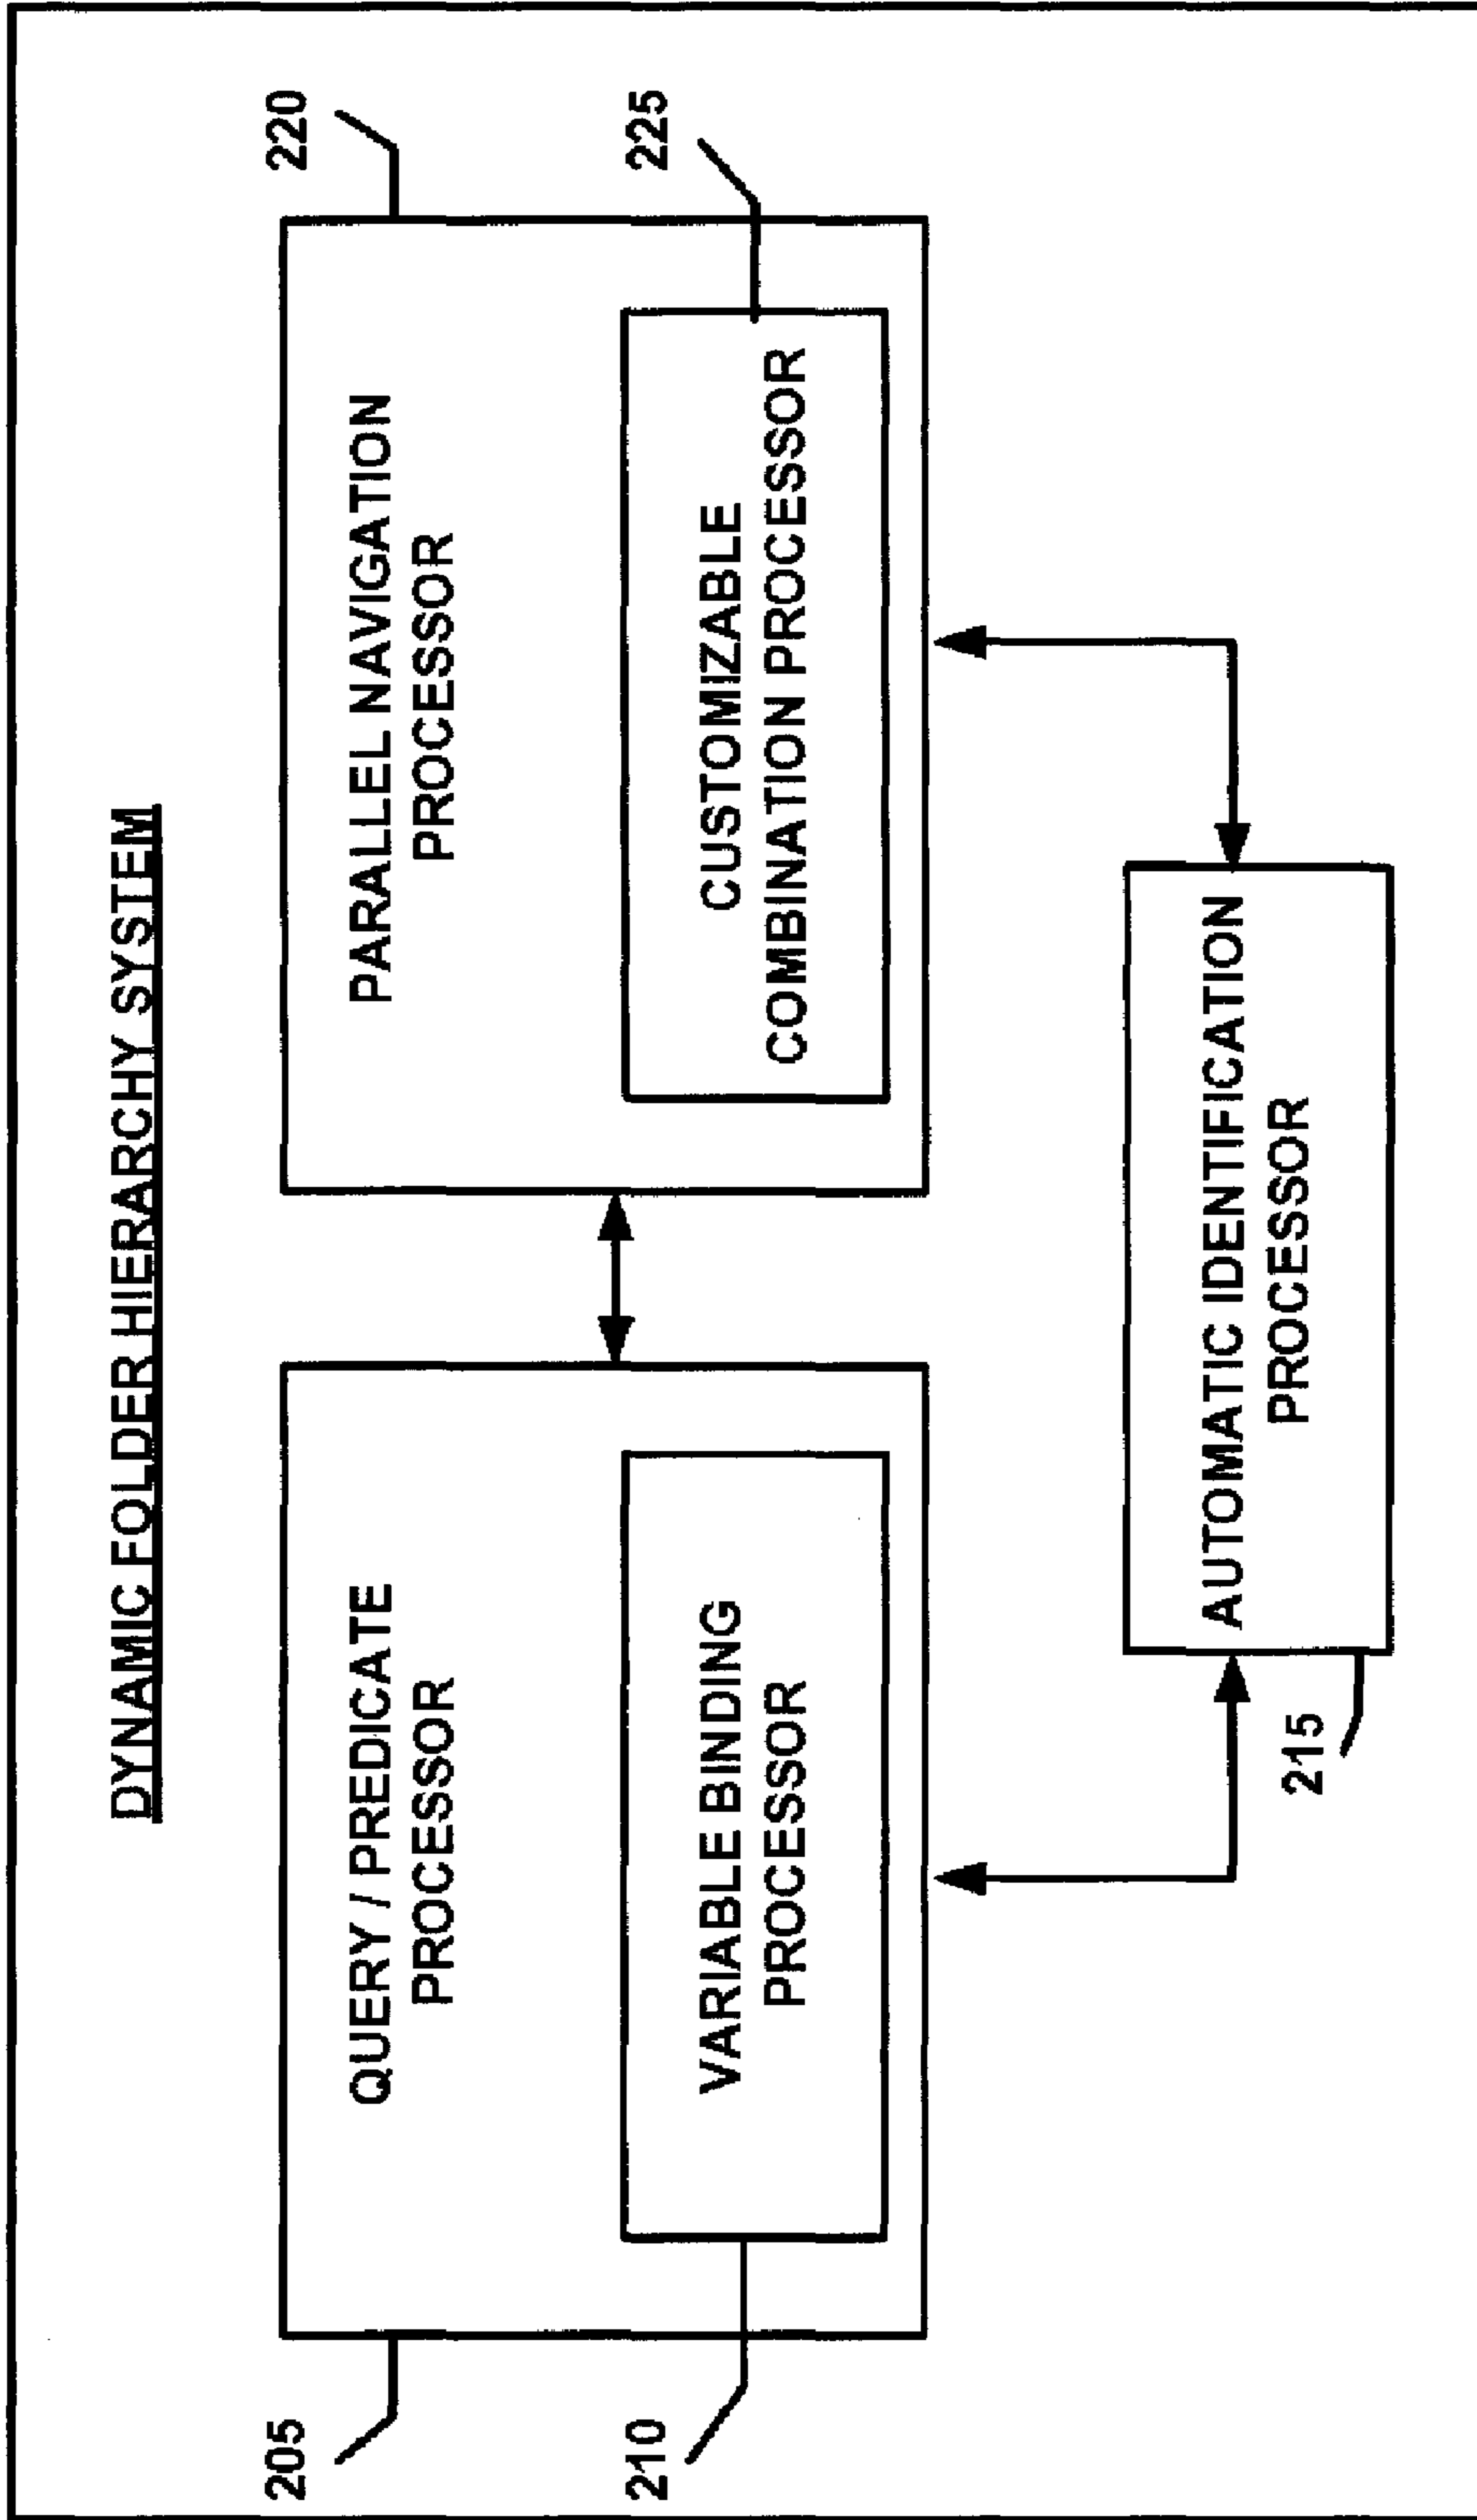 DYNAMIC FOLDER HIERARCHY SYSTEM
205
QUERY / PREDICATE
PROCESSOR
210
VARIABLE BINDING
PROCESSOR
220
PARALLEL NAVIGATION
PROCESSOR
225
CUSTOMIZABLE
COMBINATION PROCESSOR
AUTOMATIC IDENTIFICATION
PROCESSOR
215